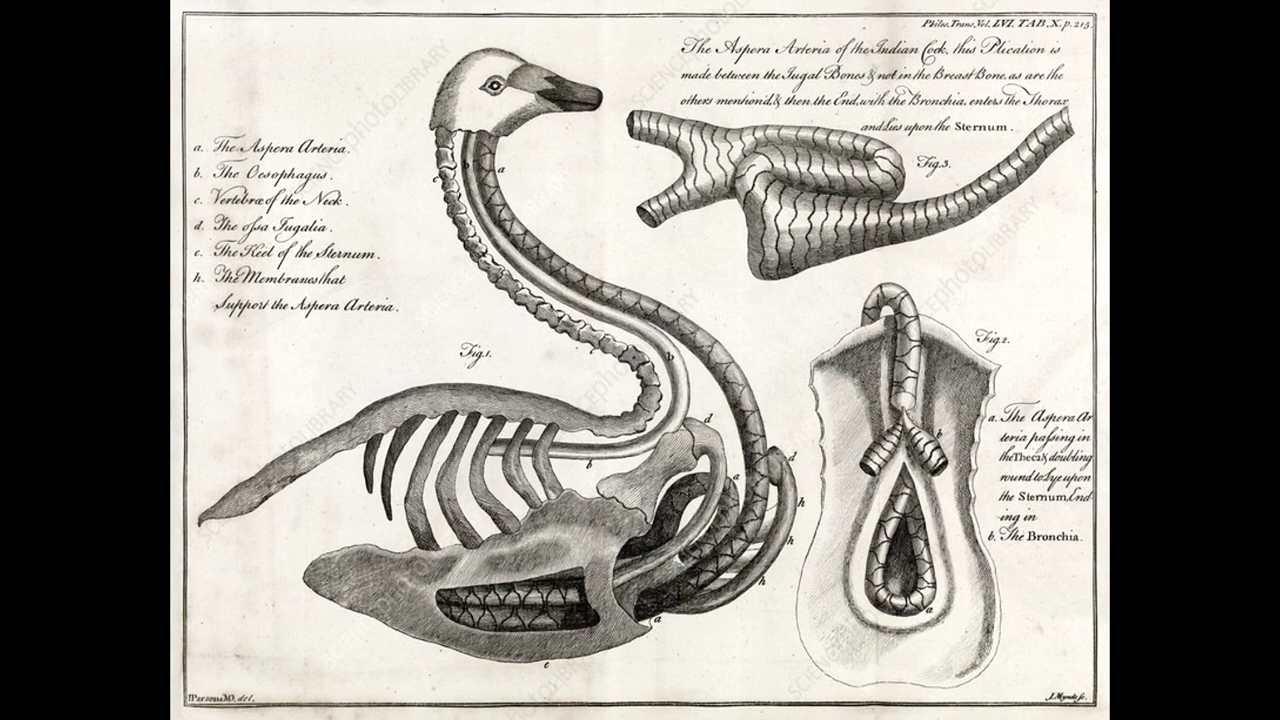 Philos. Trans. Vol. LVI. TAB. X. p. 215.
The Aspera Arteria of the Indian Cock, this Plication is
made between the Jugal Bones & not in the Breast Bone, as are the
others mention'd, & then the End, with the Bronchia, enters the Thorax
and Lies upon the Sternum.
a. The Aspera Arteria.
b. The Oesophagus.
c. Vertebræ of the Neck.
d. The ossa Jugalia.
e. The Keel of the Sternum.
h. The Membranes that
Support the Aspera Arteria.
Fig. 1.
Fig. 3.
Fig. 2.
a. The Aspera Ar
teria passing in
the Theca & doubling
round to Lye upon
the Sternum, End
-ing in
b. The Bronchia.
b
a
c
c
b
d
b
a
d
h
h
h
a
e
b
a
J Parsons MD. del.
J. Mynde sc.
SCIENCEphotoLIBRARY